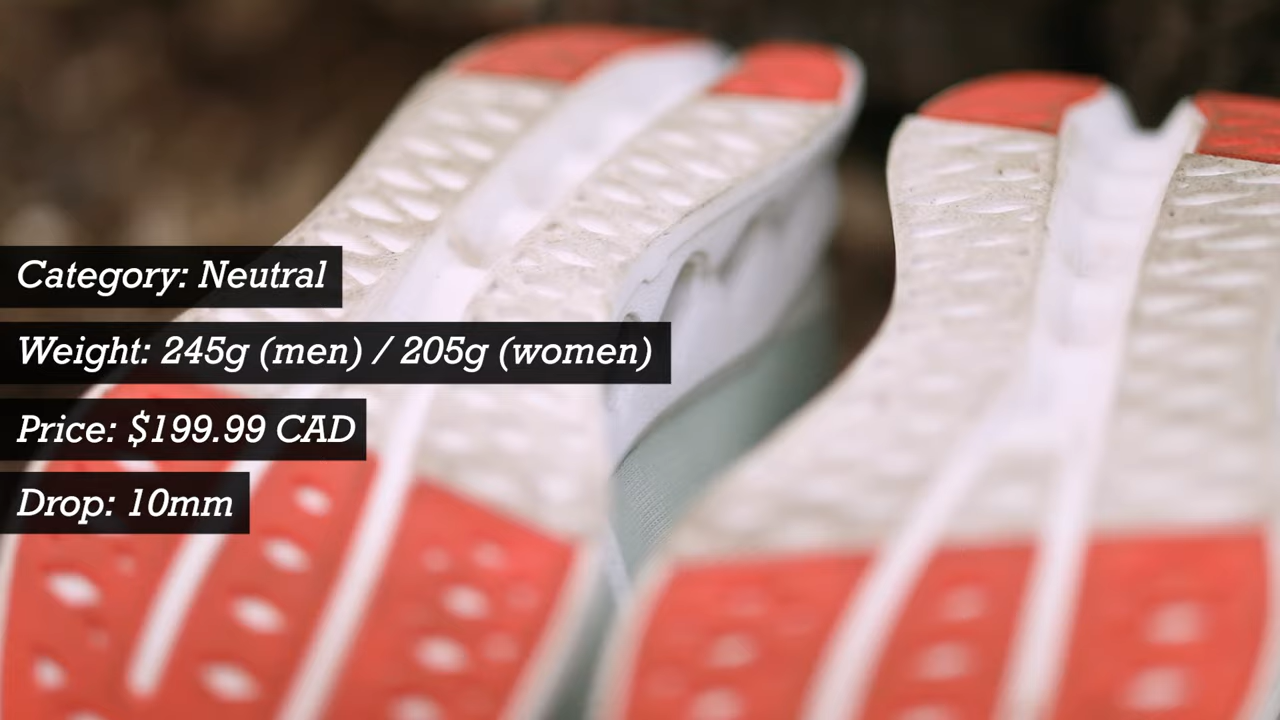 Category: Neutral
Weight: 245g (men) / 205g (women)
Price: $199.99 CAD
Drop: 10mm